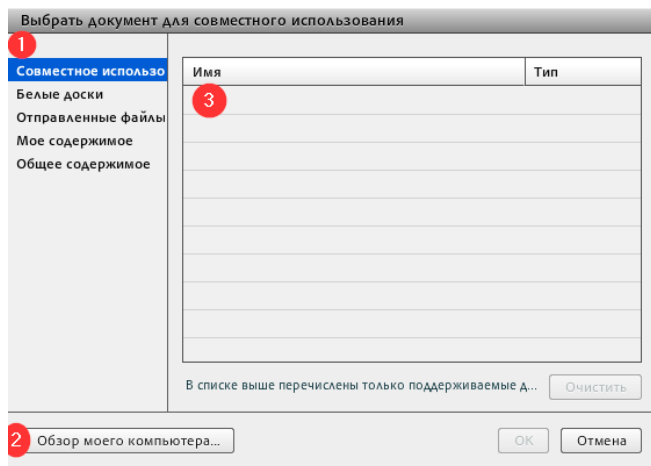 Выбрать документ для совместного использования
1
Совместное использо
Белые доски
Отправленные файлы
Мое содержимое
Общее содержимое
Имя Тип
3
В списке выше перечислены только поддерживаемые д... Очистить
2 Обзор моего компьютера... OK Отмена